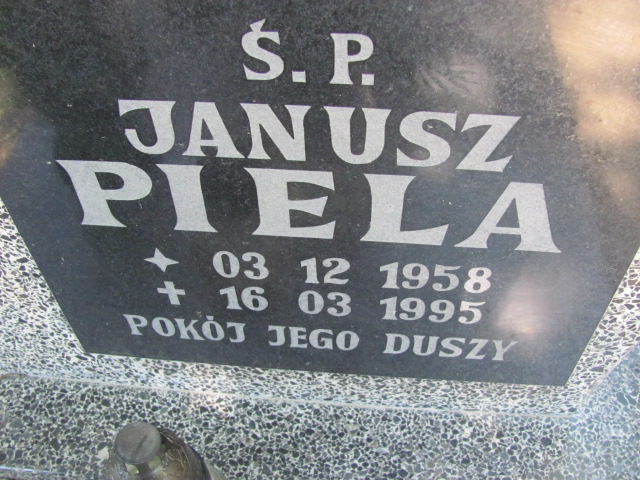 Ś.P.
JANUSZ
PIELA
✦ 03 12 1958
✝ 16 03 1995
POKÓJ JEGO DUSZY